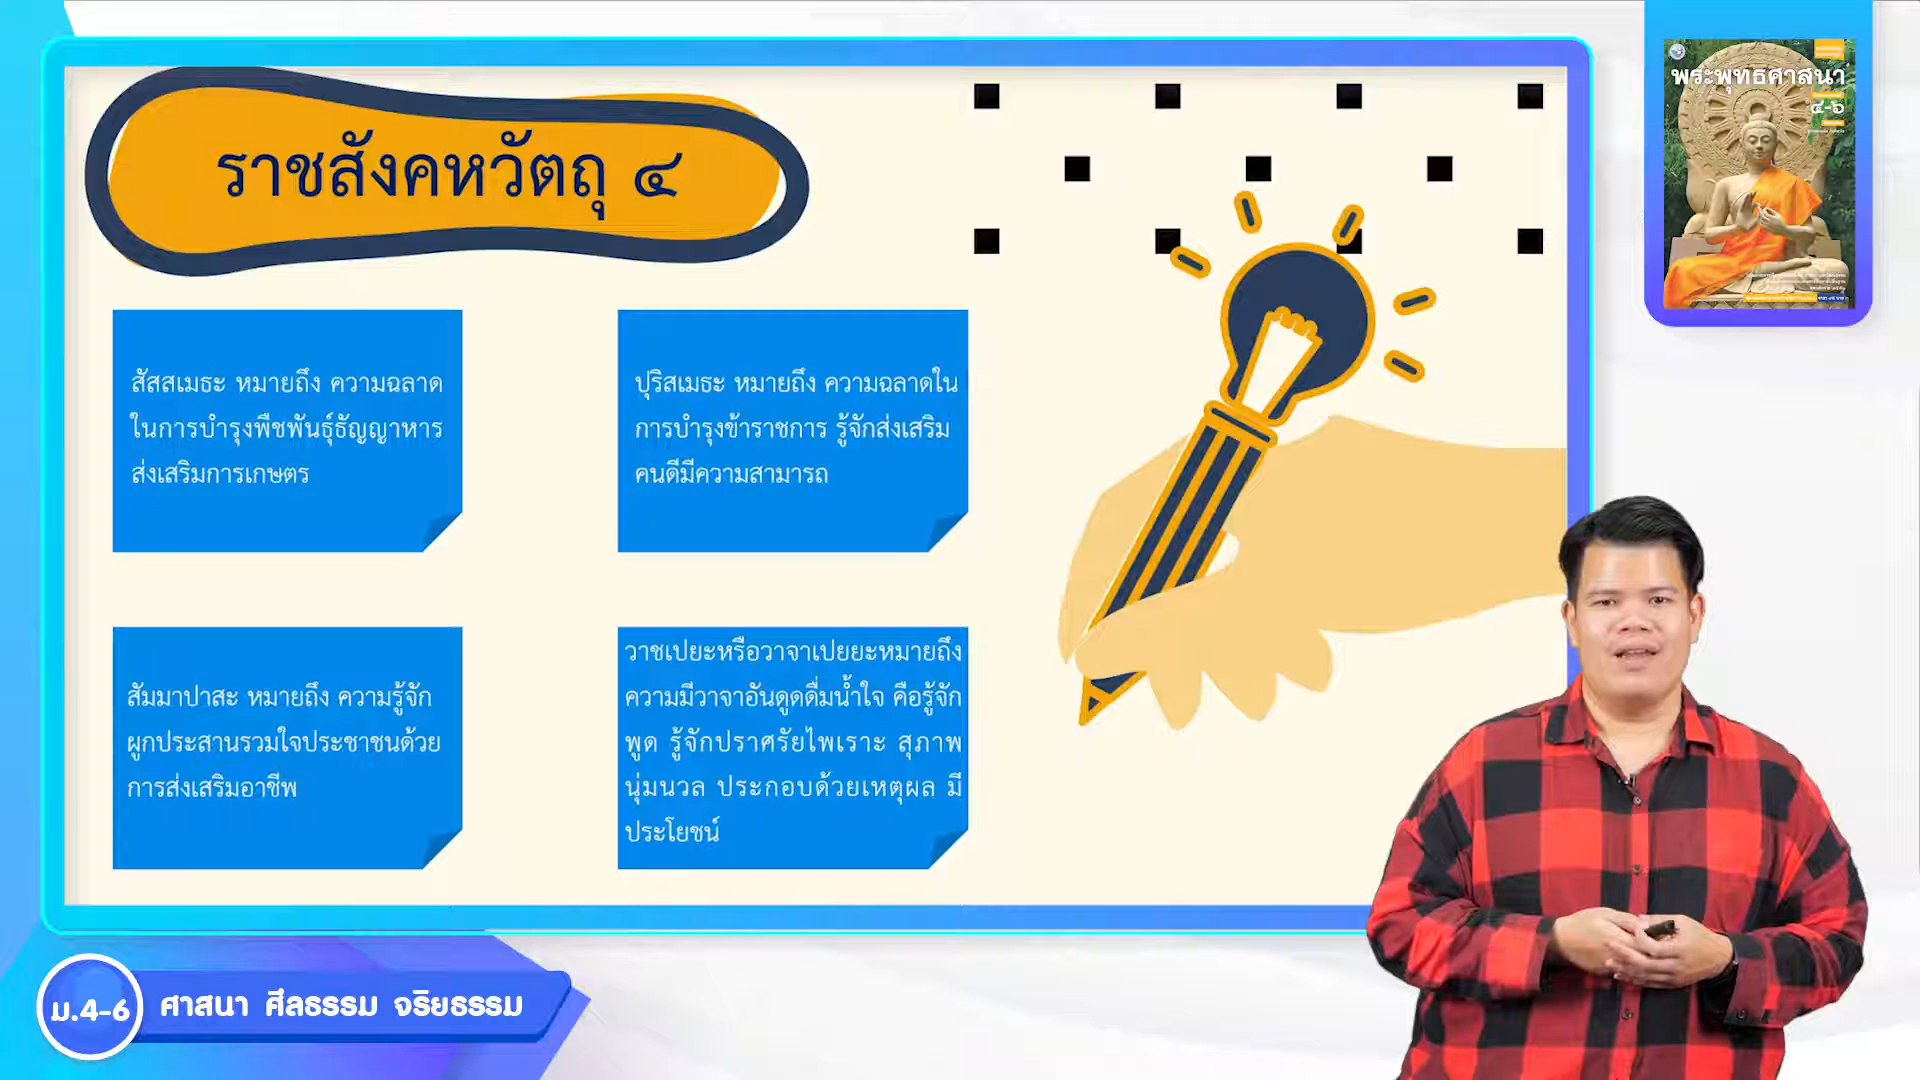 ราชสังคหวัตถุ ๔
สัสสเมธะ หมายถึง ความฉลาด
ในการบำรุงพืชพันธุ์ธัญญาหาร
ส่งเสริมการเกษตร
ปุริสเมธะ หมายถึง ความฉลาดใน
การบำรุงข้าราชการ รู้จักส่งเสริม
คนดีมีความสามารถ
สัมมาปาสะ หมายถึง ความรู้จัก
ผูกประสานรวมใจประชาชนด้วย
การส่งเสริมอาชีพ
วาชเปยะหรือวาจาเปยยะหมายถึง
ความมีวาจาอันดูดดื่มน้ำใจ คือรู้จัก
พูด รู้จักปราศรัยไพเราะ สุภาพ
นุ่มนวล ประกอบด้วยเหตุผล มี
ประโยชน์
พระพุทธศาสนา
๔-๖
ม.4-6
ศาสนา ศีลธรรม จริยธรรม